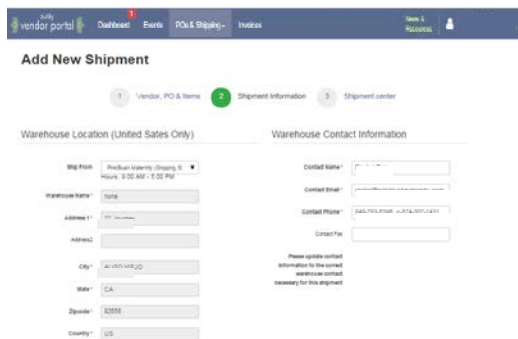 zulily
vendor portal
1
Dashboard Events POs & Shipping Invoices
News & Resources
Add New Shipment
1 Vendor, PO & Items 2 Shipment Information 3 Shipment center
Warehouse Location (United Sates Only)
Ship From
Hours: 9:00 AM - 5:00 PM
Warehouse Name * none
Address 1 *
Address2
City *
State * CA
Zipcode *
Country * US
Warehouse Contact Information
Contact Name *
Contact Email *
Contact Phone *
Contact Fax
Please update contact
information to the correct
warehouse contact
necessary for this shipment